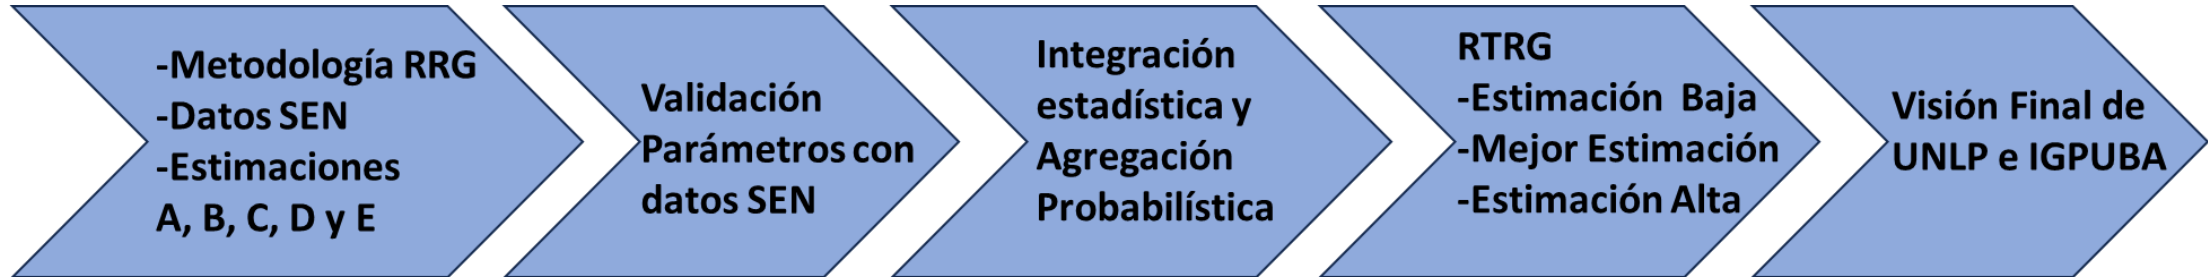 -Metodología RRG
-Datos SEN
-Estimaciones
A, B, C, D y E
Validación
Parámetros con
datos SEN
Integración
estadística y
Agregación
Probabilística
RTRG
-Estimación Baja
-Mejor Estimación
-Estimación Alta
Visión Final de
UNLP e IGPUBA